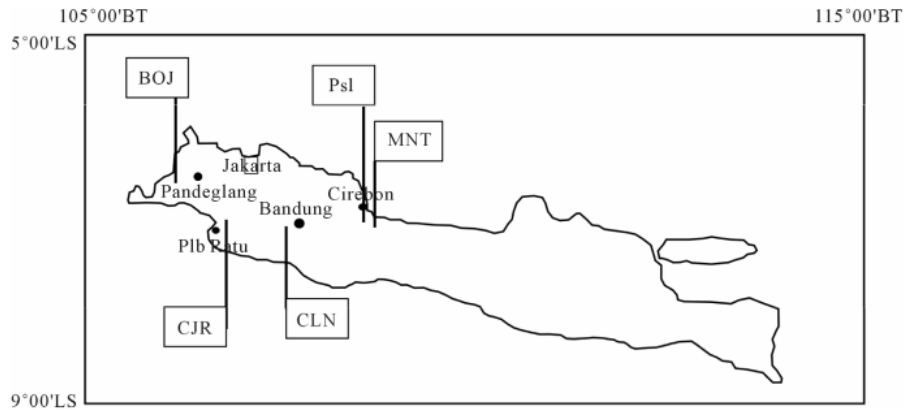 105°00'BT
115°00'BT
5°00'LS
BOJ
Psl
MNT
Jakarta
Pandeglang
Cirebon
Bandung
Plb Ratu
CJR
CLN
9°00'LS